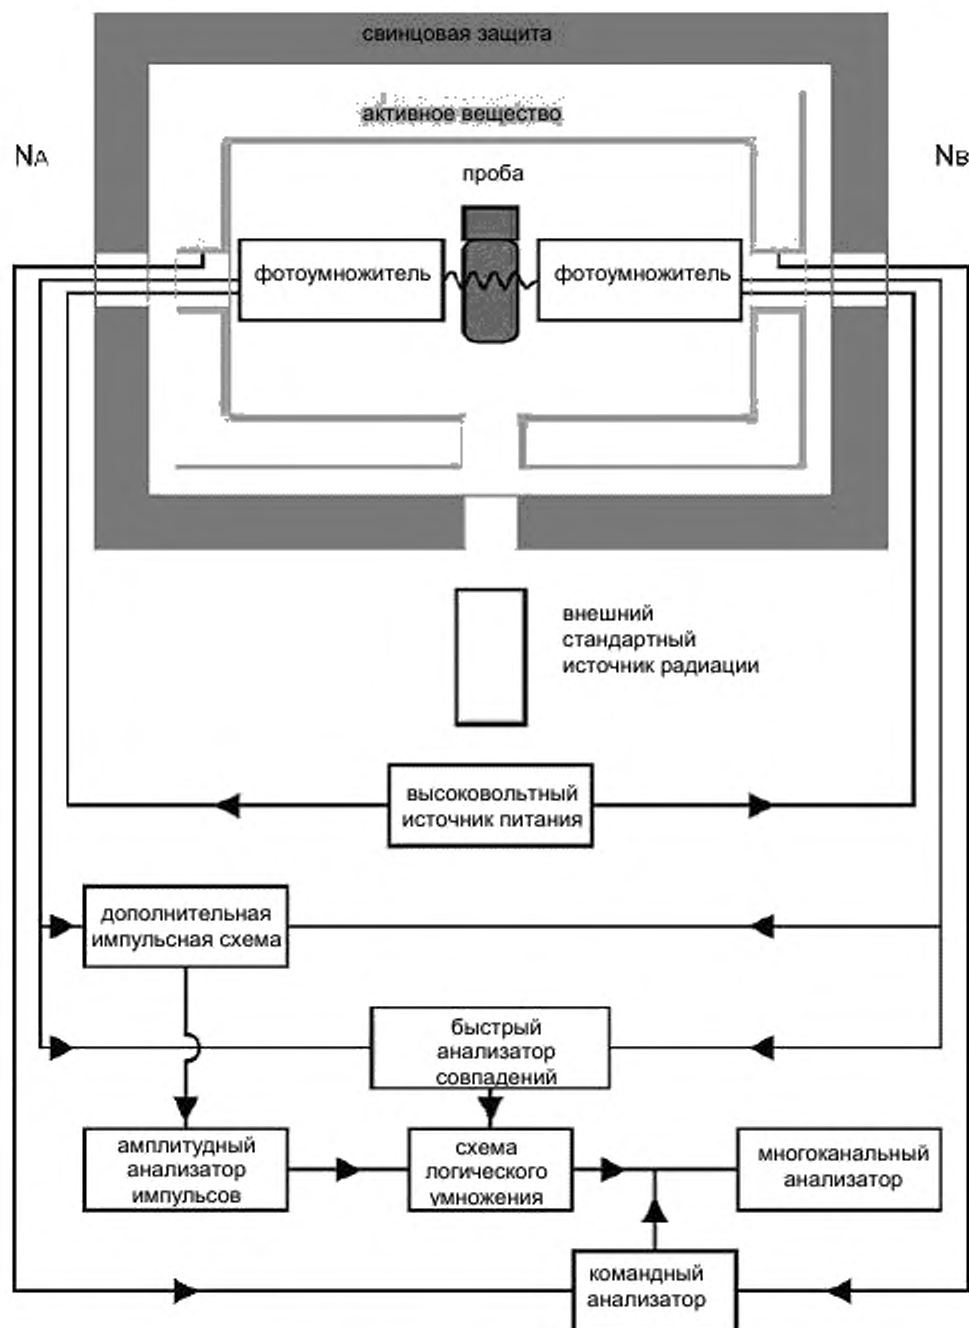 свинцовая защита
активное вещество
NA
NB
проба
фотоумножитель
фотоумножитель
внешний
стандартный
источник радиации
высоковольтный
источник питания
дополнительная
импульсная схема
быстрый
анализатор
совпадений
амплитудный
анализатор
импульсов
схема
логического
умножения
многоканальный
анализатор
командный
анализатор